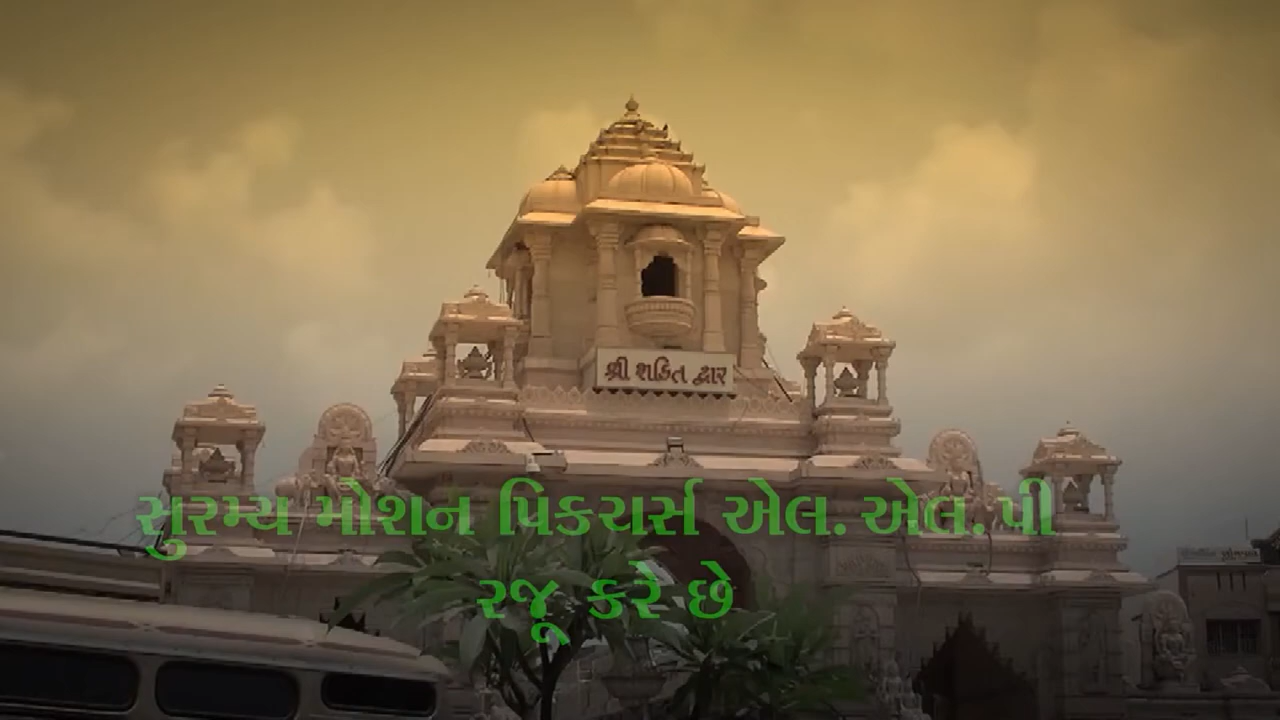 શ્રી શક્તિ દ્વાર
સુરમ્ય મોશન પિકચર્સ એલ. એલ. પી
રજૂ કરે છે